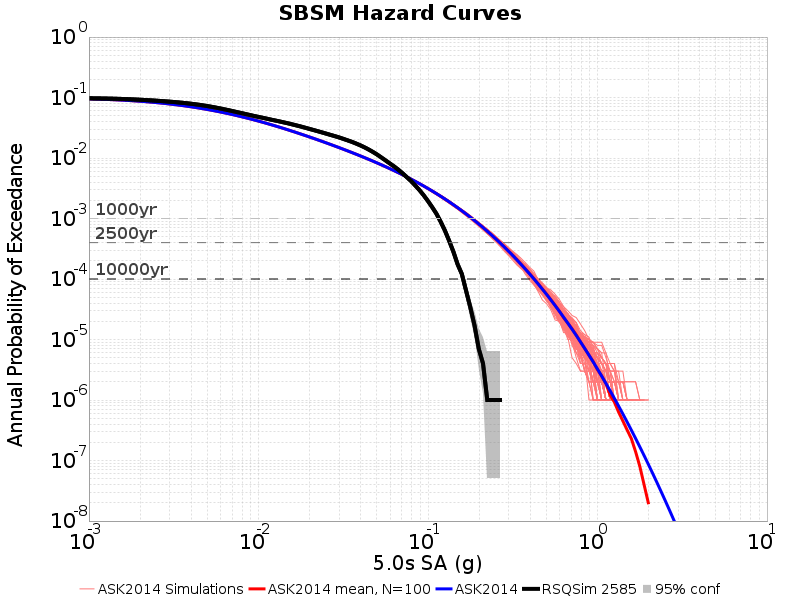 SBSM Hazard Curves
Annual Probability of Exceedance
10^0
10^-1
10^-2
10^-3
10^-4
10^-5
10^-6
10^-7
10^-8
1000yr
2500yr
10000yr
10^-3 10^-2 10^-1 10^0 10^1
5.0s SA (g)
ASK2014 Simulations ASK2014 mean, N=100 ASK2014 RSQSim 2585 95% conf